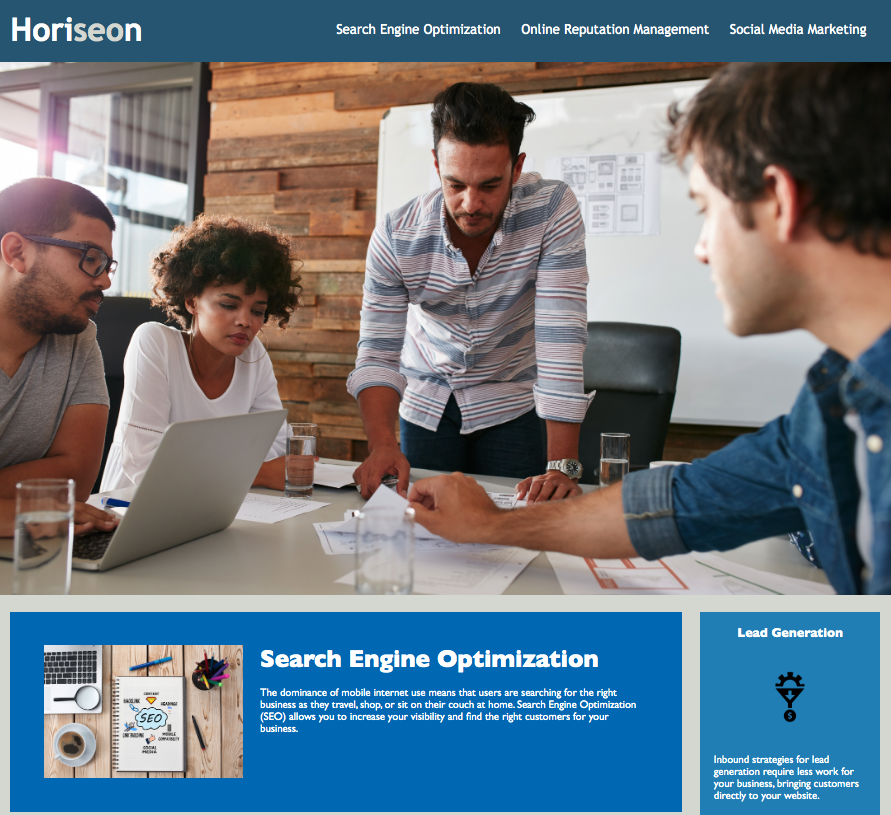 Horiseon
Search Engine Optimization
Online Reputation Management
Social Media Marketing
SEO
Search Engine Optimization
The dominance of mobile internet use means that users are searching for the right
business as they travel, shop, or sit on their couch at home. Search Engine Optimization
(SEO) allows you to increase your visibility and find the right customers for your
business.
Lead Generation
$
Inbound strategies for lead
generation require less work for
your business, bringing customers
directly to your website.